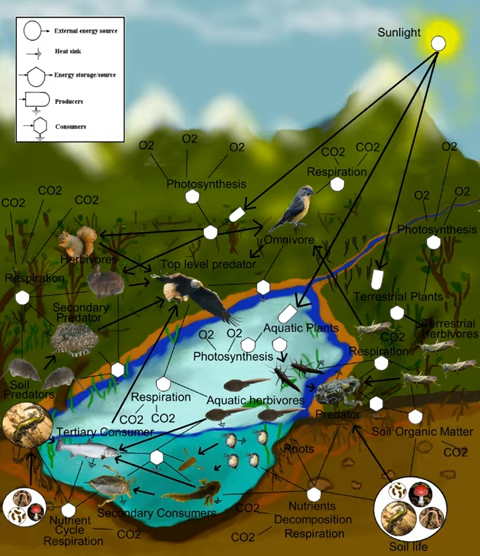 External energy source
Heat sink
Energy storage/source
Producers
Consumers
Sunlight
O2
O2
O2
CO2
CO2
Photosynthesis
Respiration
CO2
CO2
CO2
O2
O2
Omnivore
Photosynthesis
Herbivores
Top level predator
Respiration
Secondary
Predator
Terrestrial Plants
Aquatic Plants
O2
O2
Photosynthesis
CO2
Terrestrial
Herbivores
Respiration
Soil
Predators
Respiration
CO2
CO2
Aquatic herbivores
Predator
Tertiary Consumer
Soil Organic Matter
Roots
CO2
Secondary Consumers
Nutrient
Cycle
Respiration
CO2
CO2
Nutrients
Decomposition
Respiration
CO2
Soil life